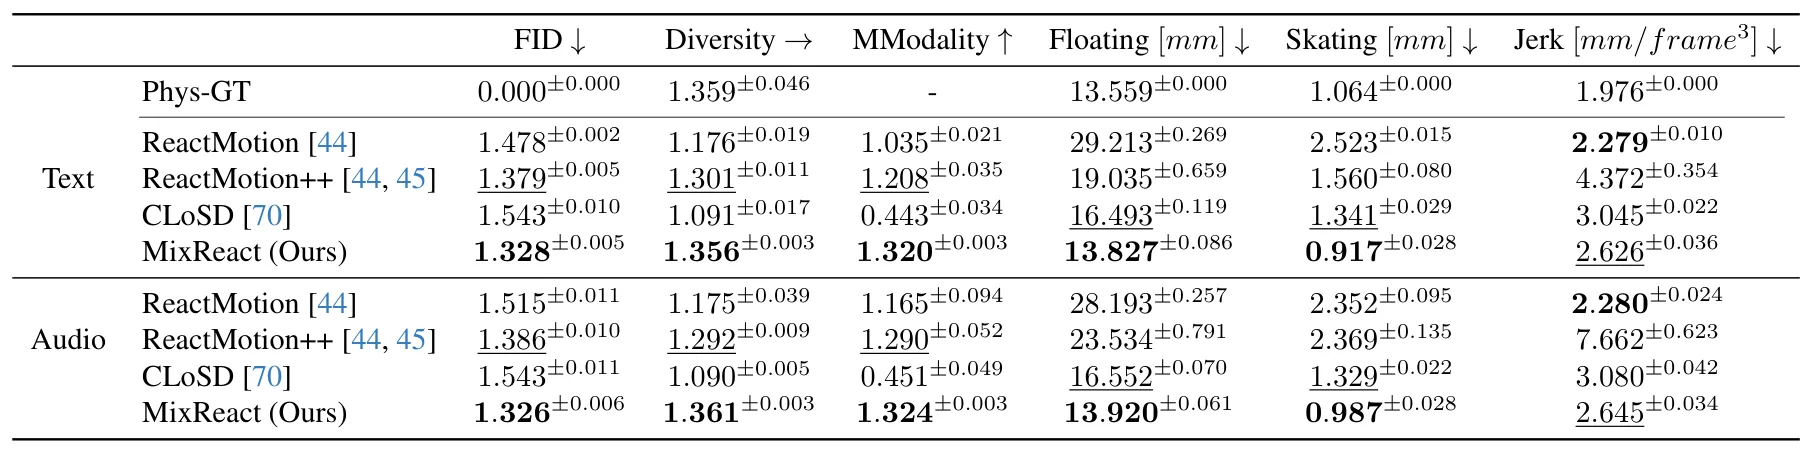 FID ↓ Diversity → MModality ↑ Floating [mm] ↓ Skating [mm] ↓ Jerk [mm/frame³] ↓
Phys-GT 0.000±0.000 1.359±0.046 - 13.559±0.000 1.064±0.000 1.976±0.000
ReactMotion [44] 1.478±0.002 1.176±0.019 1.035±0.021 29.213±0.269 2.523±0.015 2.279±0.010
Text ReactMotion++ [44, 45] 1.379±0.005 1.301±0.011 1.208±0.035 19.035±0.659 1.560±0.080 4.372±0.354
CLoSD [70] 1.543±0.010 1.091±0.017 0.443±0.034 16.493±0.119 1.341±0.029 3.045±0.022
MixReact (Ours) 1.328±0.005 1.356±0.003 1.320±0.003 13.827±0.086 0.917±0.028 2.626±0.036
ReactMotion [44] 1.515±0.011 1.175±0.039 1.165±0.094 28.193±0.257 2.352±0.095 2.280±0.024
Audio ReactMotion++ [44, 45] 1.386±0.010 1.292±0.009 1.290±0.052 23.534±0.791 2.369±0.135 7.662±0.623
CLoSD [70] 1.543±0.011 1.090±0.005 0.451±0.049 16.552±0.070 1.329±0.022 3.080±0.042
MixReact (Ours) 1.326±0.006 1.361±0.003 1.324±0.003 13.920±0.061 0.987±0.028 2.645±0.034